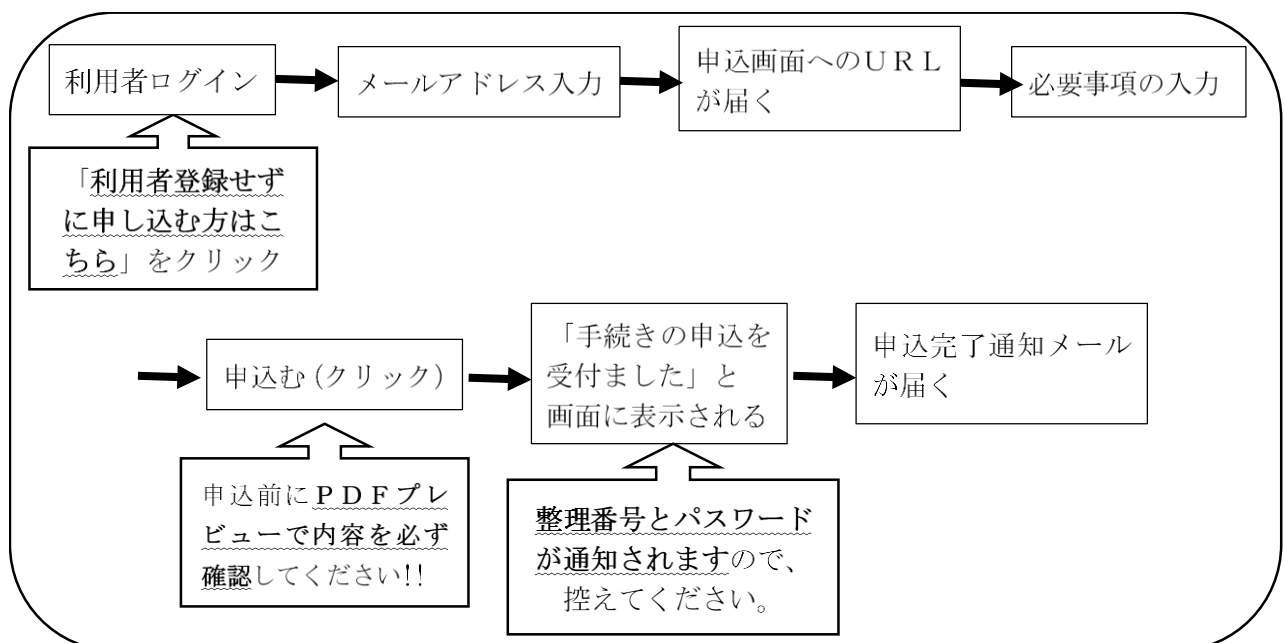 利用者ログイン
メールアドレス入力
申込画面へのＵＲＬ
が届く
必要事項の入力
「利用者登録せず
に申し込む方はこ
ちら」をクリック
申込む(クリック)
「手続きの申込を
受付ました」と
画面に表示される
申込完了通知メール
が届く
申込前にＰＤＦプレ
ビューで内容を必ず
確認してください!!
整理番号とパスワード
が通知されますので、
控えてください。